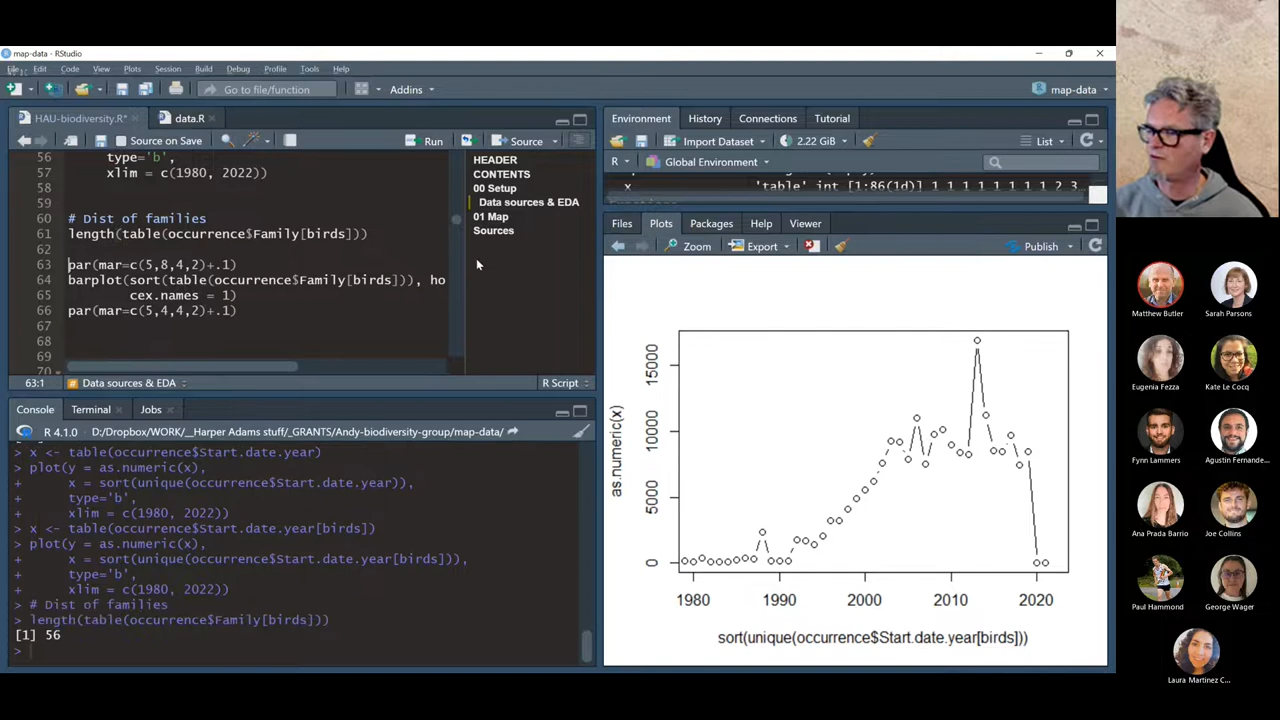 map-data - RStudio
File Edit Code View Plots Session Build Debug Profile Tools Help
Go to file/function
Addins
map-data
HAU-biodiversity.R*
data.R
Source on Save
Run
Source
56 type='b',
57 xlim = c(1980, 2022))
58
59
60 # Dist of families
61 length(table(occurrence$Family[birds]))
62
63 par(mar=c(5,8,4,2)+.1)
64 barplot(sort(table(occurrence$Family[birds])), ho
65 cex.names = 1)
66 par(mar=c(5,4,4,2)+.1)
67
68
69
70
HEADER
CONTENTS
00 Setup
Data sources & EDA
01 Map
Sources
63:1
Data sources & EDA
R Script
Console
Terminal
Jobs
R 4.1.0 D:/Dropbox/WORK/__Harper Adams stuff/_GRANTS/Andy-biodiversity-group/map-data/
> x <- table(occurrence$Start.date.year)
> plot(y = as.numeric(x),
+ x = sort(unique(occurrence$Start.date.year)),
+ type='b',
+ xlim = c(1980, 2022))
> x <- table(occurrence$Start.date.year[birds])
> plot(y = as.numeric(x),
+ x = sort(unique(occurrence$Start.date.year[birds])),
+ type='b',
+ xlim = c(1980, 2022))
> # Dist of families
> length(table(occurrence$Family[birds]))
[1] 56
>
Environment
History
Connections
Tutorial
Import Dataset
2.22 GiB
List
R
Global Environment
x 'table' int [1:86(1d)] 1 1 1 1 1 1 1 1 2 3
Files
Plots
Packages
Help
Viewer
Zoom
Export
Publish
as.numeric(x)
15000
10000
5000
0
1980 1990 2000 2010 2020
sort(unique(occurrence$Start.date.year[birds]))
Matthew Butler
Sarah Parsons
Eugenia Fezza
Kate Le Cocq
Fynn Lammers
Agustin Fernande...
Ana Prada Barrio
Joe Collins
Paul Hammond
George Wager
Laura Martinez C...